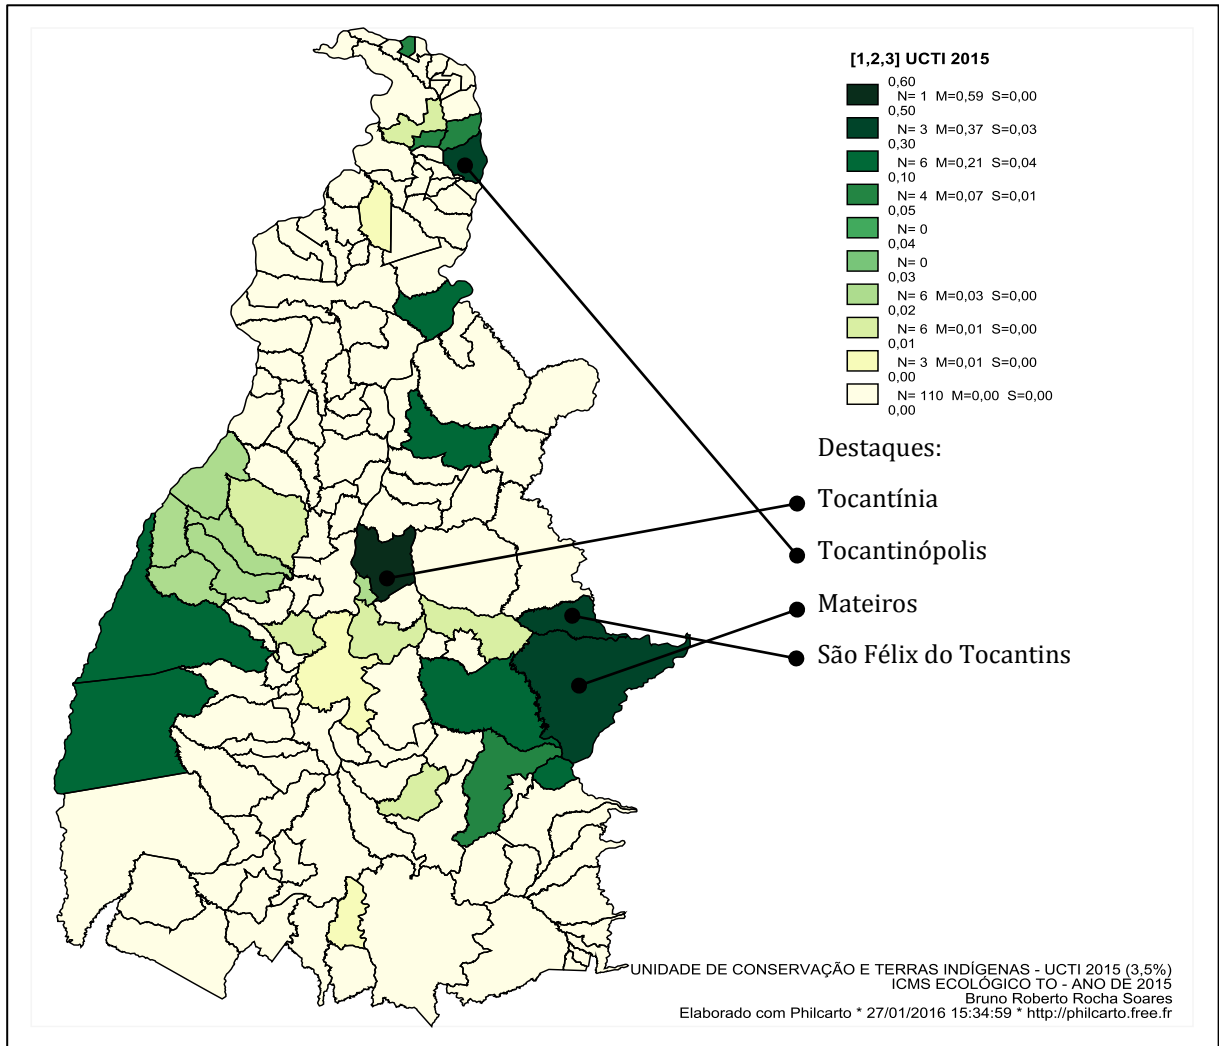 [1,2,3] UCTI 2015
0,60
N= 1 M=0,59 S=0,00
0,50
N= 3 M=0,37 S=0,03
0,30
N= 6 M=0,21 S=0,04
0,10
N= 4 M=0,07 S=0,01
0,05
N= 0
0,04
N= 0
0,03
N= 6 M=0,03 S=0,00
0,02
N= 6 M=0,01 S=0,00
0,01
N= 3 M=0,01 S=0,00
0,00
N= 110 M=0,00 S=0,00
0,00
Destaques:
Tocantínia
Tocantinópolis
Mateiros
São Félix do Tocantins
UNIDADE DE CONSERVAÇÃO E TERRAS INDÍGENAS - UCTI 2015 (3,5%)
ICMS ECOLÓGICO TO - ANO DE 2015
Bruno Roberto Rocha Soares
Elaborado com Philcarto * 27/01/2016 15:34:59 * http://philcarto.free.fr